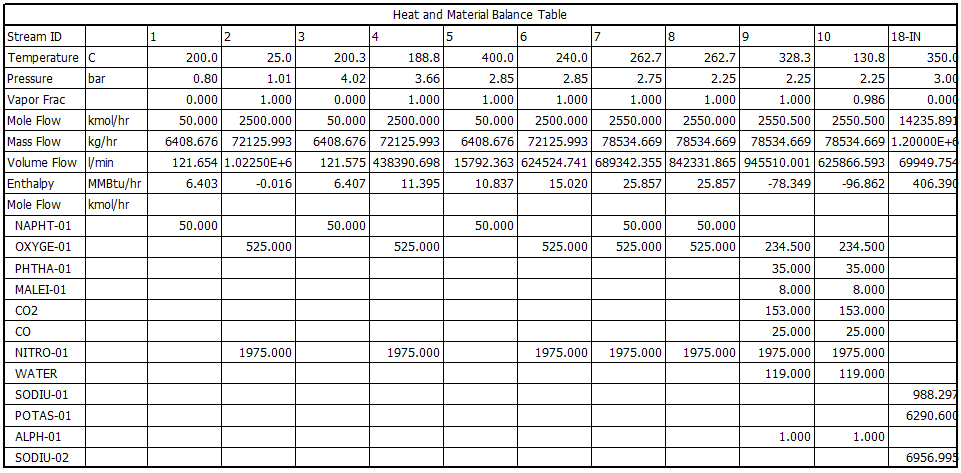 Heat and Material Balance Table
Stream ID 1 2 3 4 5 6 7 8 9 10 18-IN
Temperature C 200.0 25.0 200.3 188.8 400.0 240.0 262.7 262.7 328.3 130.8 350.0
Pressure bar 0.80 1.01 4.02 3.66 2.85 2.85 2.75 2.25 2.25 2.25 3.00
Vapor Frac 0.000 1.000 0.000 1.000 1.000 1.000 1.000 1.000 1.000 0.986 0.000
Mole Flow kmol/hr 50.000 2500.000 50.000 2500.000 50.000 2500.000 2550.000 2550.000 2550.500 2550.500 14235.891
Mass Flow kg/hr 6408.676 72125.993 6408.676 72125.993 6408.676 72125.993 78534.669 78534.669 78534.669 78534.669 1.20000E+6
Volume Flow l/min 121.654 1.02250E+6 121.575 438390.698 15792.363 624524.741 689342.355 842331.865 945510.001 625866.593 69949.754
Enthalpy MMBtu/hr 6.403 -0.016 6.407 11.395 10.837 15.020 25.857 25.857 -78.349 -96.862 406.390
Mole Flow kmol/hr
NAPHT-01 50.000 50.000 50.000 50.000 50.000
OXYGE-01 525.000 525.000 525.000 525.000 525.000 234.500 234.500
PHTHA-01 35.000 35.000
MALEI-01 8.000 8.000
CO2 153.000 153.000
CO 25.000 25.000
NITRO-01 1975.000 1975.000 1975.000 1975.000 1975.000 1975.000 1975.000
WATER 119.000 119.000
SODIU-01 988.297
POTAS-01 6290.600
ALPH-01 1.000 1.000
SODIU-02 6956.995